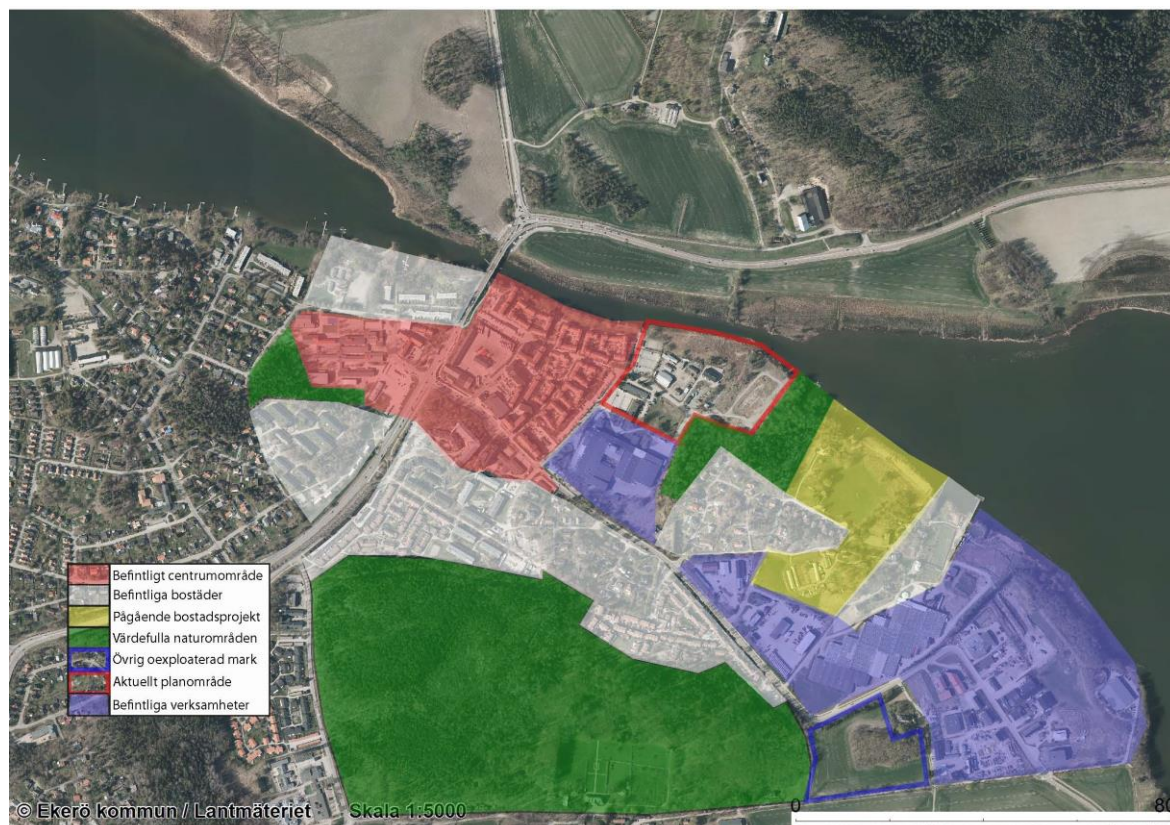 Befintligt centrumområde
Befintliga bostäder
Pågående bostadsprojekt
Värdefulla naturområden
Övrig oexploaterad mark
Aktuellt planområde
Befintliga verksamheter
© Ekerö kommun / Lantmäteriet Skala 1:5000
0 80